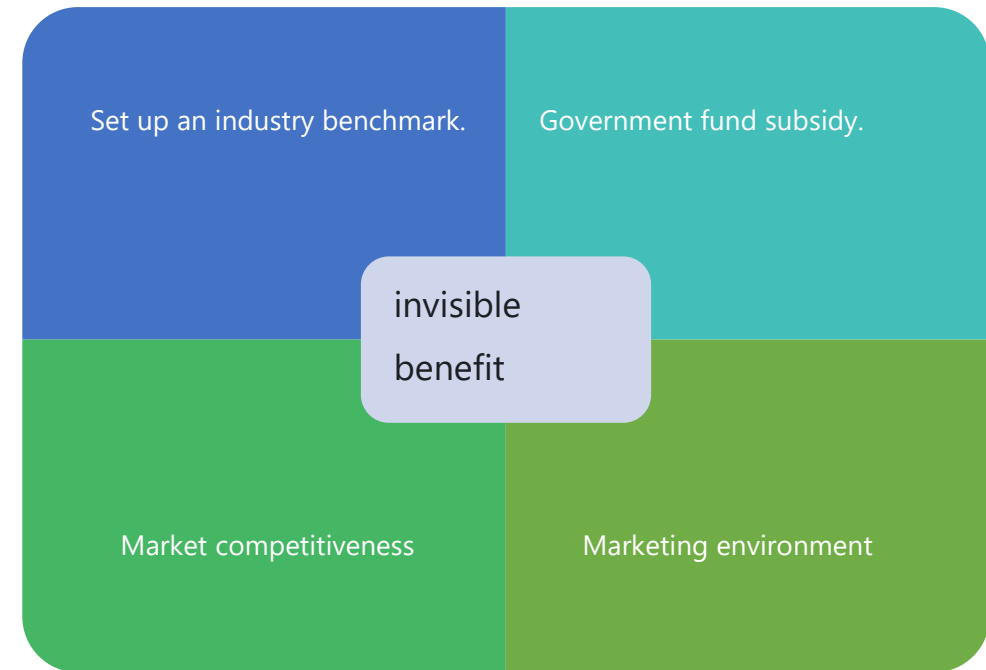 Set up an industry benchmark.
Government fund subsidy.
invisible
benefit
Market competitiveness
Marketing environment